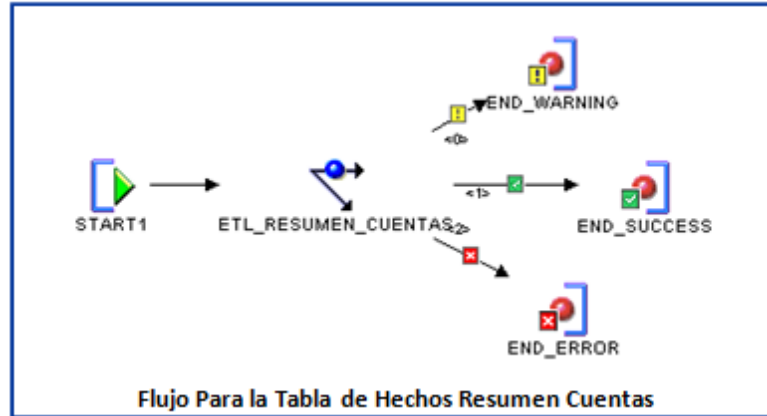 END_WARNING
<0>
START1
ETL_RESUMEN_CUENTAS
<1>
<2>
END_SUCCESS
END_ERROR
Flujo Para la Tabla de Hechos Resumen Cuentas